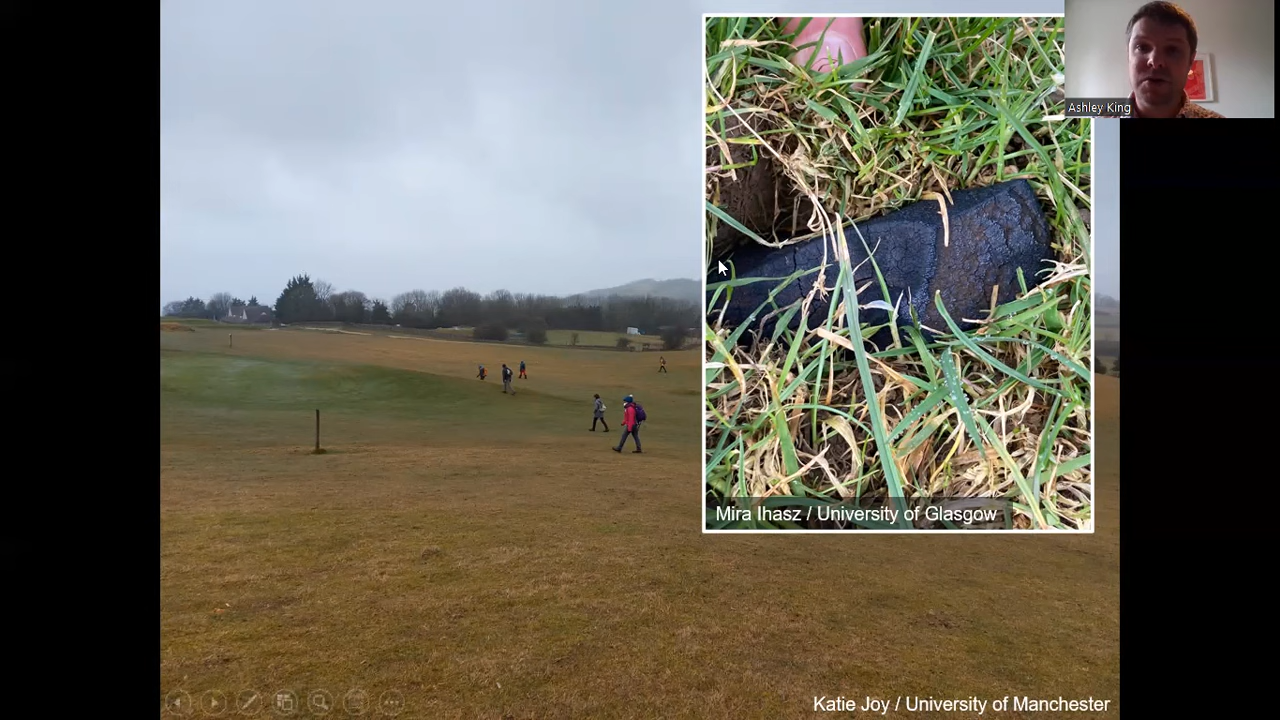 Ashley King
Mira Ihasz / University of Glasgow
Katie Joy / University of Manchester